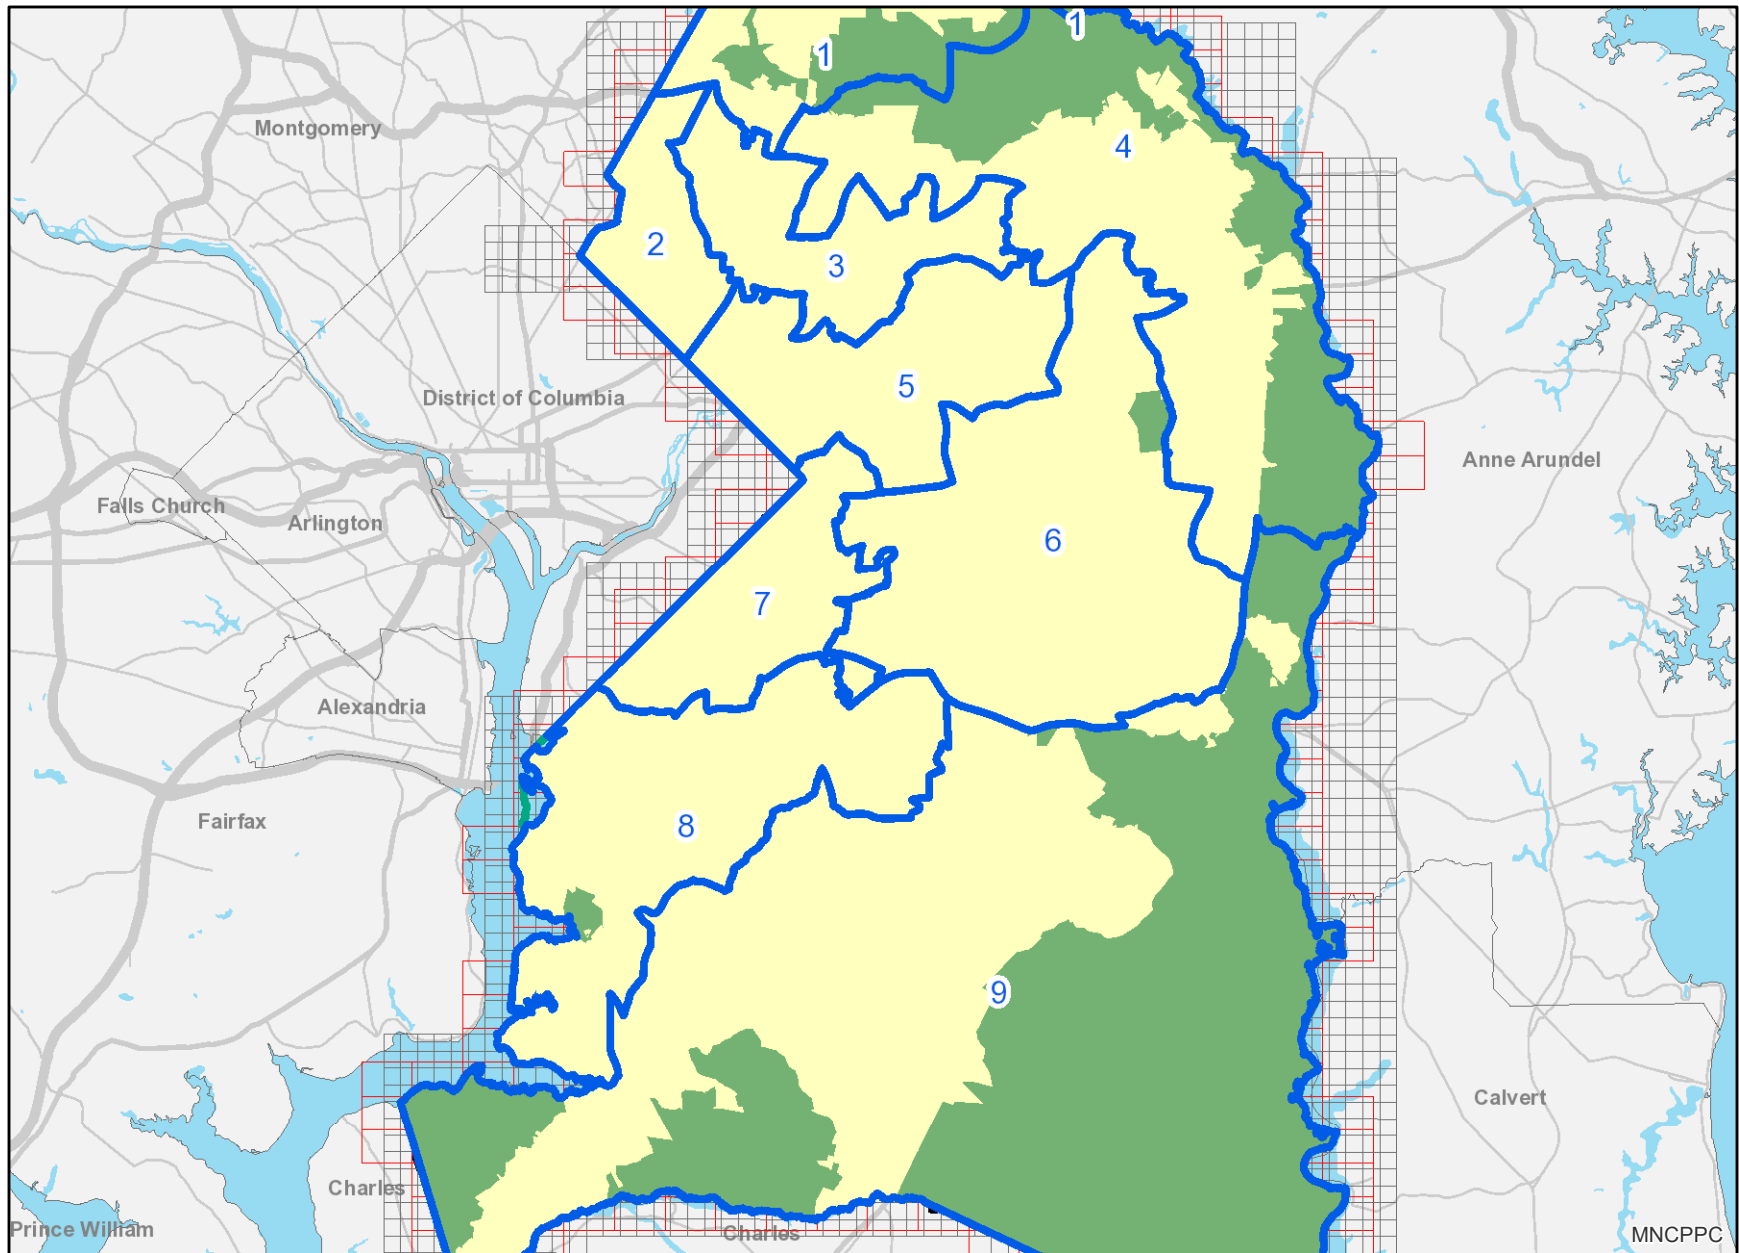 1
1
Montgomery
4
2
3
District of Columbia
5
Anne Arundel
Falls Church
Arlington
6
7
Alexandria
Fairfax
8
9
Calvert
Charles
Prince William
Charles
MNCPPC